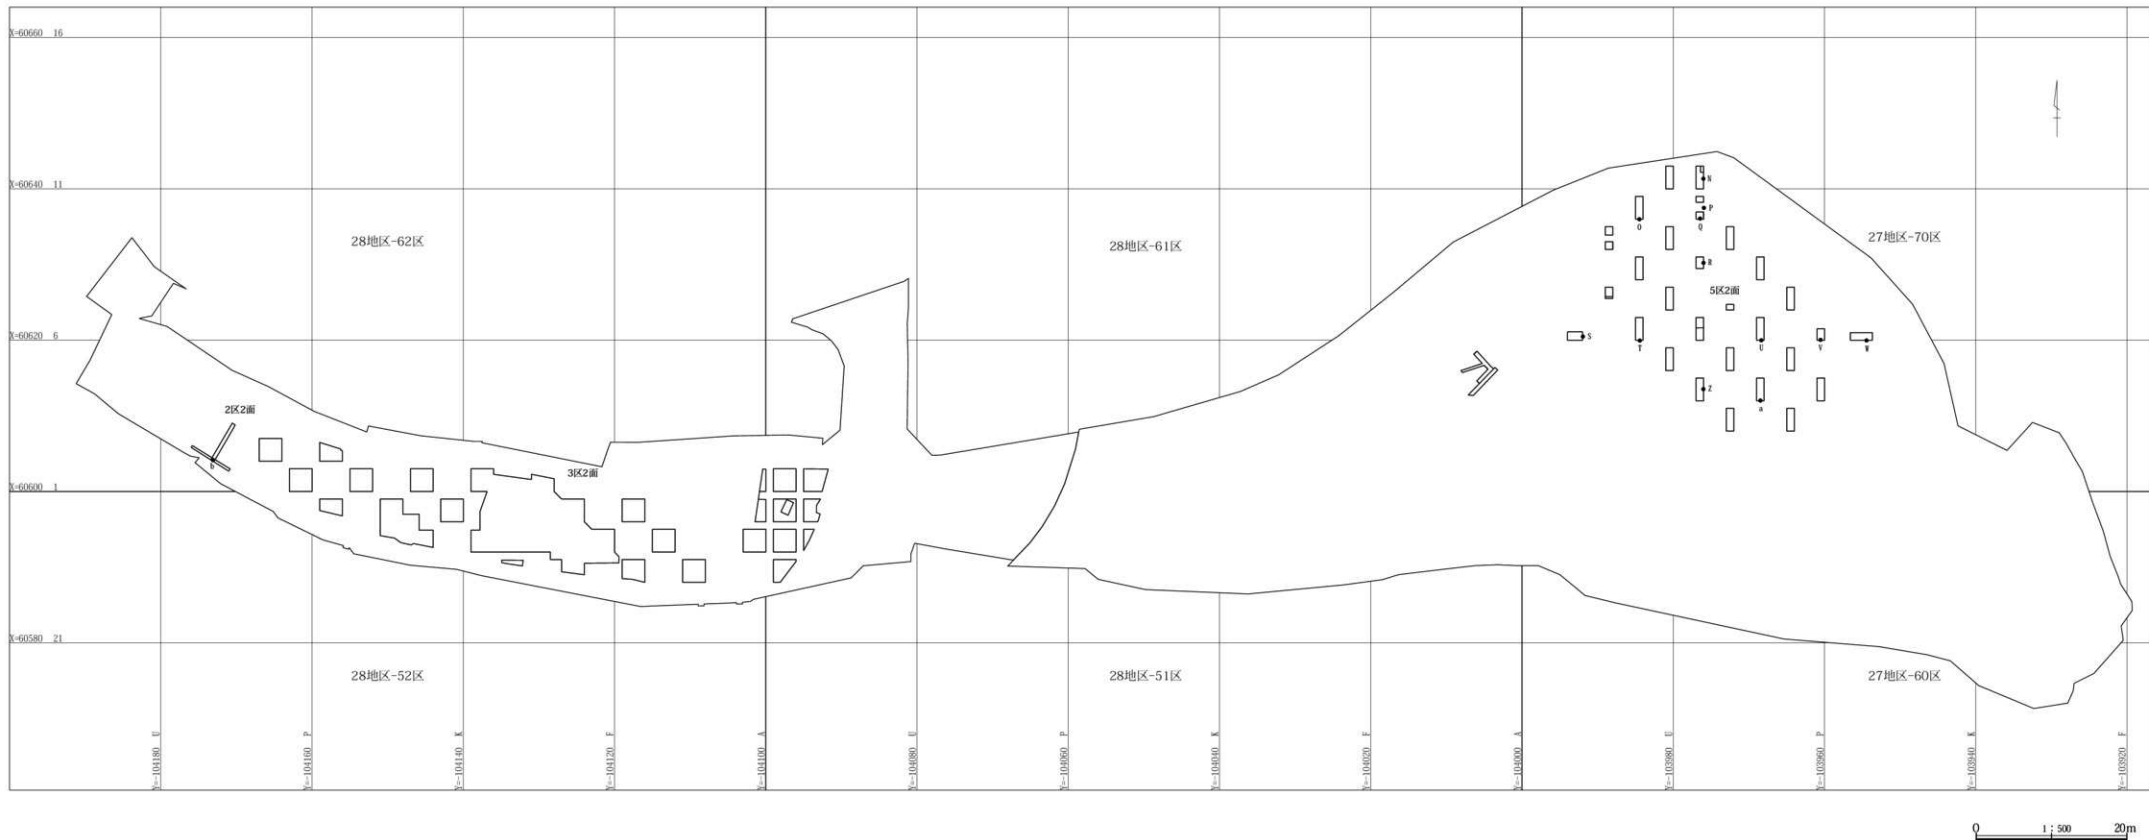 X=60660 16
X=60640 11
28地区-62区
28地区-61区
27地区-70区
N
P
O
Q
R
5区2面
X=60620 6
S
T
U
V
W
Z
a
2区2面
b
3区2面
X=60600 1
X=60580 21
28地区-52区
28地区-51区
27地区-60区
Y=-104180 U
Y=-104160 P
Y=-104140 K
Y=-104120 F
Y=-104100 A
Y=-104080 U
Y=-104060 P
Y=-104040 K
Y=-104020 F
Y=-104000 A
Y=-103980 U
Y=-103960 P
Y=-103940 K
Y=-103920 F
0 1:500 20m